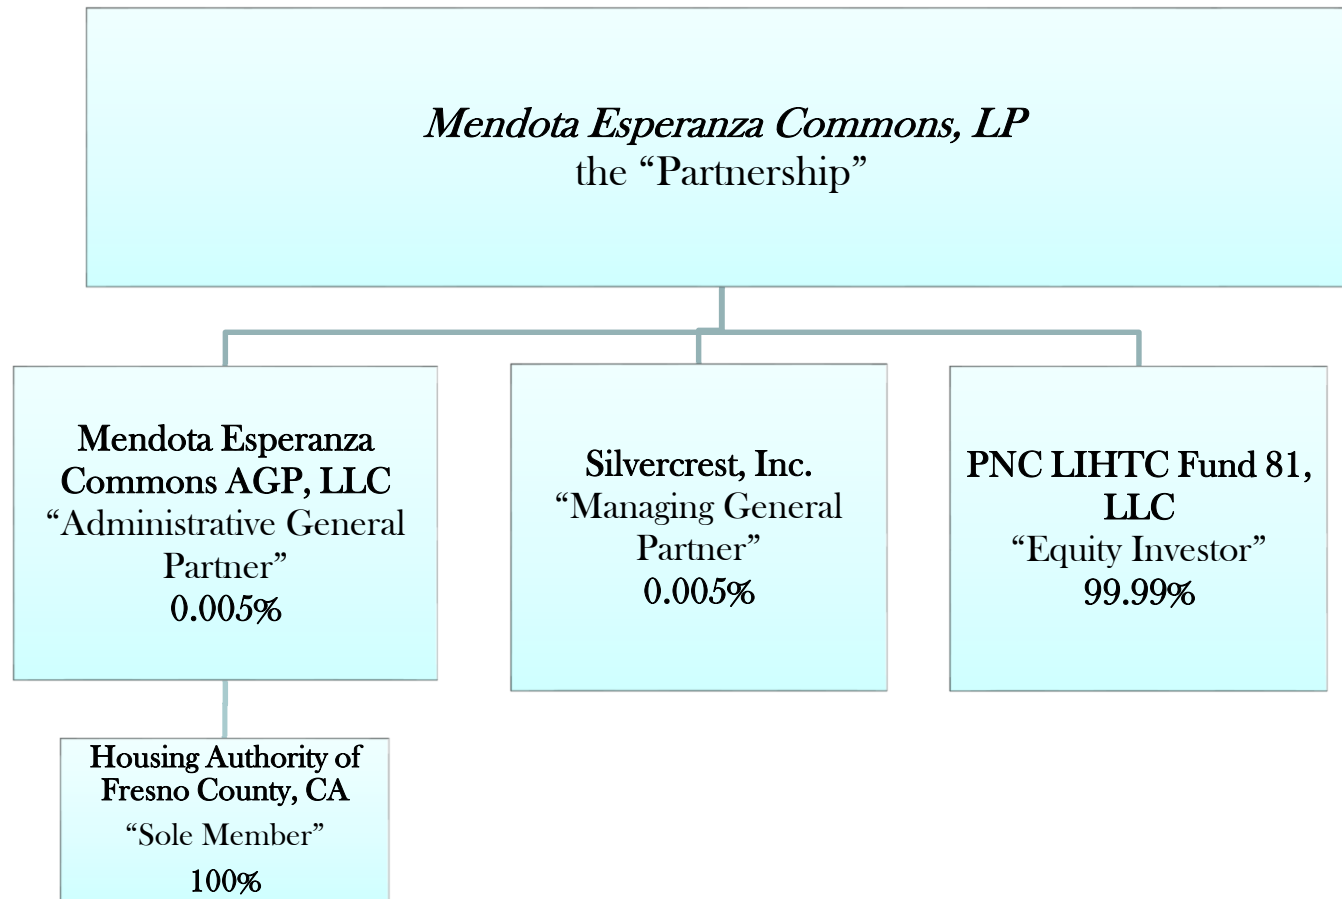 Mendota Esperanza Commons, LP
the “Partnership”
Mendota Esperanza
Commons AGP, LLC
“Administrative General
Partner”
0.005%
Silvercrest, Inc.
“Managing General
Partner”
0.005%
PNC LIHTC Fund 81,
LLC
“Equity Investor”
99.99%
Housing Authority of
Fresno County, CA
“Sole Member”
100%